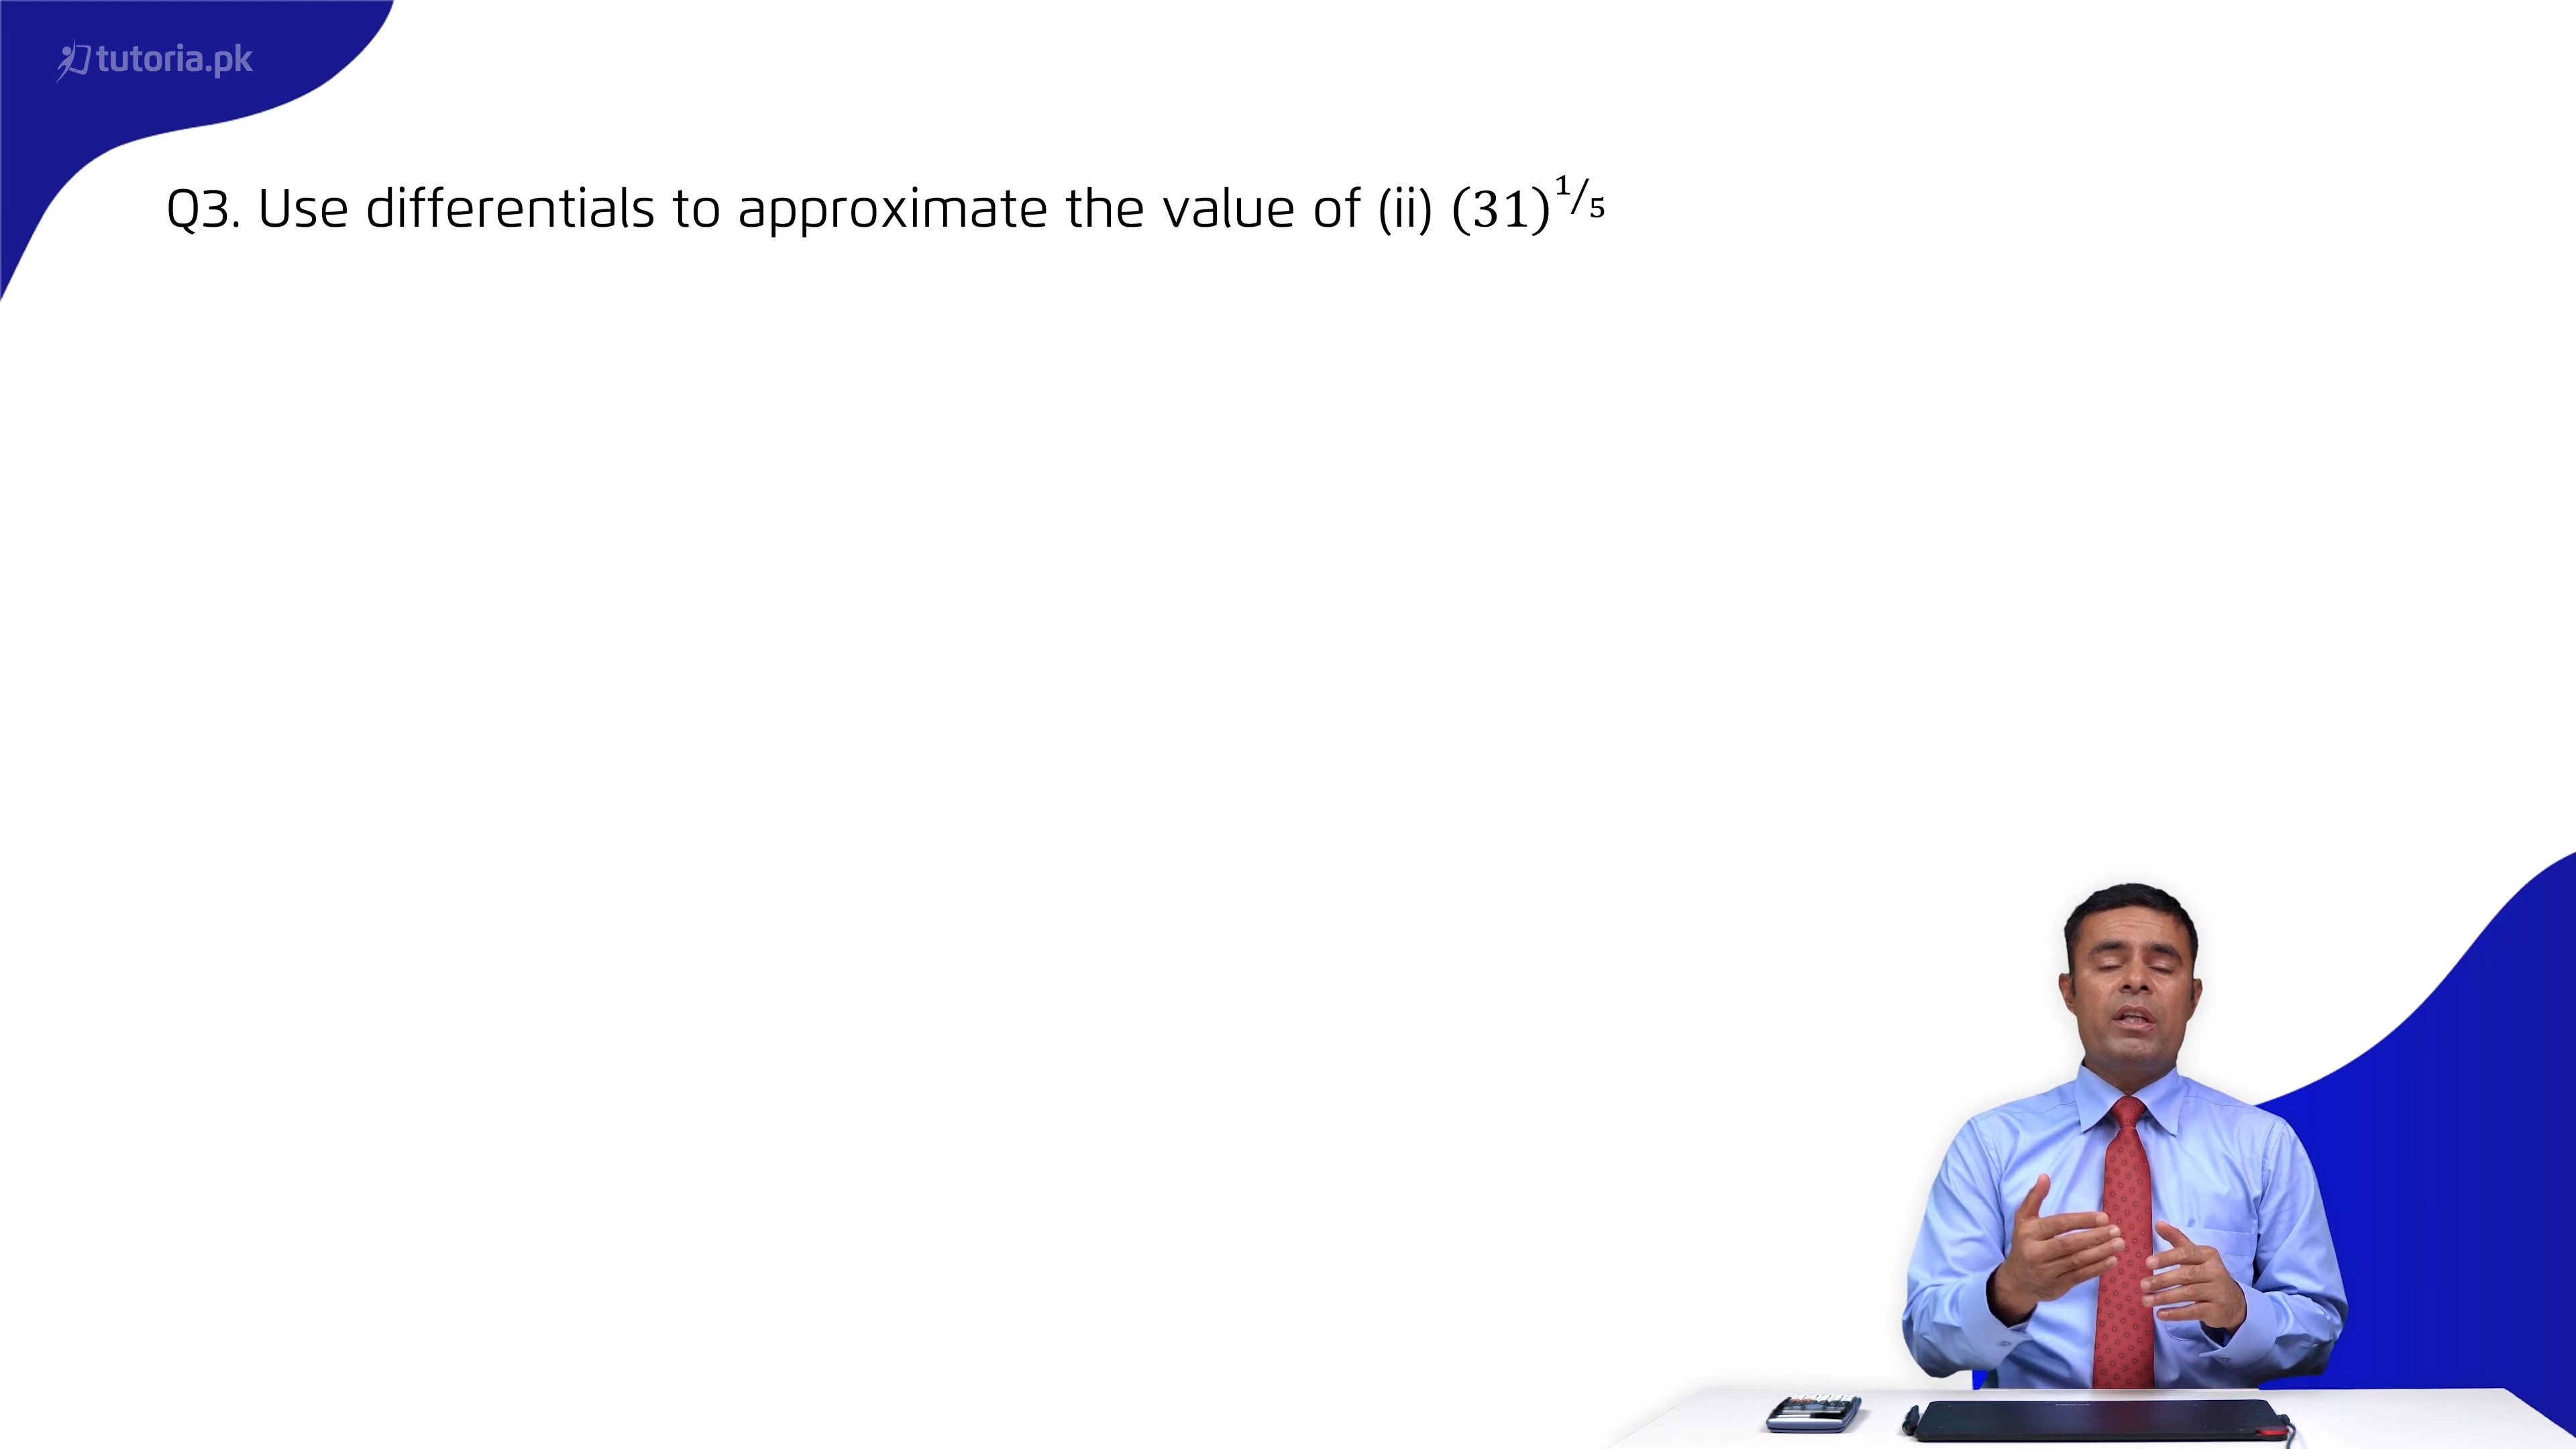 tutoria.pk
Q3. Use differentials to approximate the value of (ii) (31)^1/5